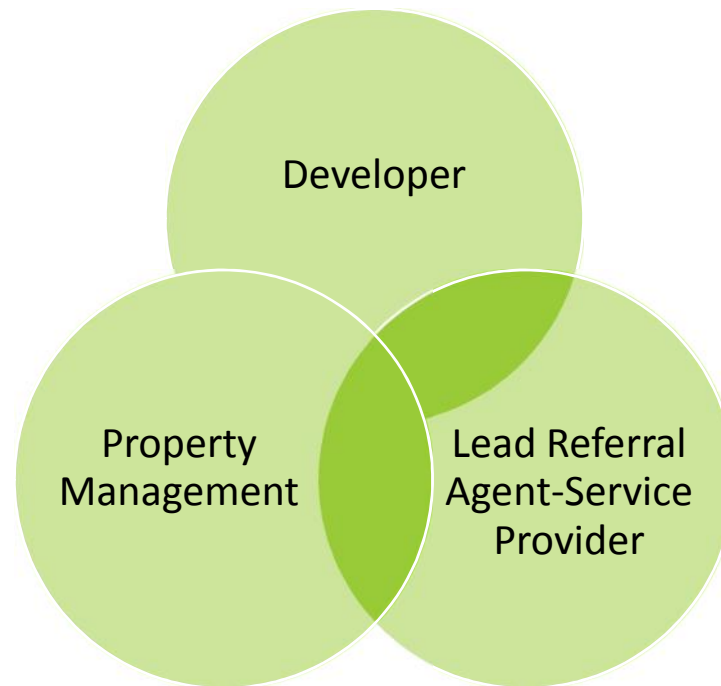 Developer
Property
Management
Lead Referral
Agent-Service
Provider